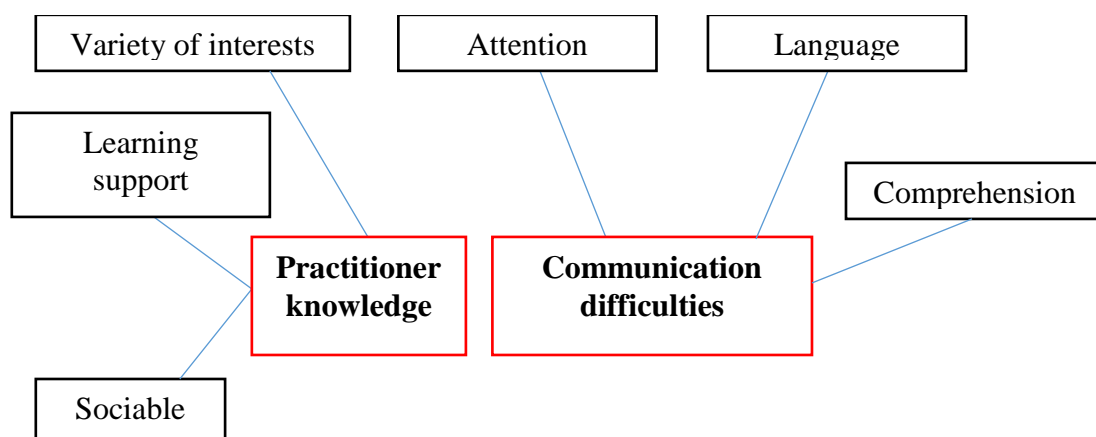 Variety of interests
Attention
Language
Learning
support
Comprehension
Practitioner
knowledge
Communication
difficulties
Sociable